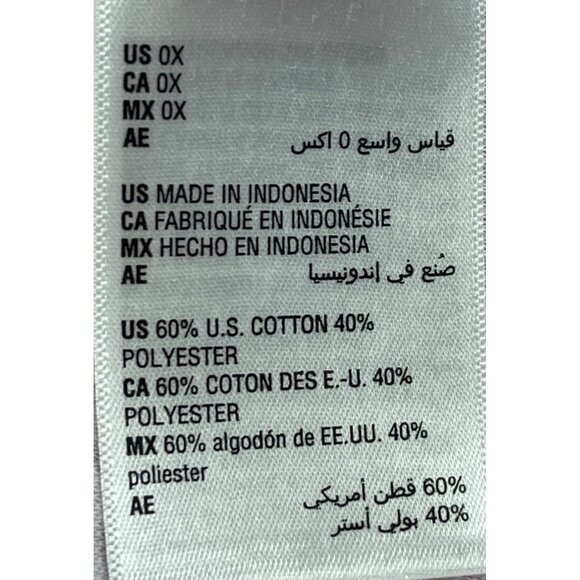 US 0X
CA 0X
MX 0X
AE قياس واسع 0 اكس
US MADE IN INDONESIA
CA FABRIQUÉ EN INDONÉSIE
MX HECHO EN INDONESIA
AE صُنع في إندونيسيا
US 60% U.S. COTTON 40%
POLYESTER
CA 60% COTON DES E.-U. 40%
POLYESTER
MX 60% algodón de EE.UU. 40%
poliester
AE 60% قطن أمريكي
40% بولي أستر